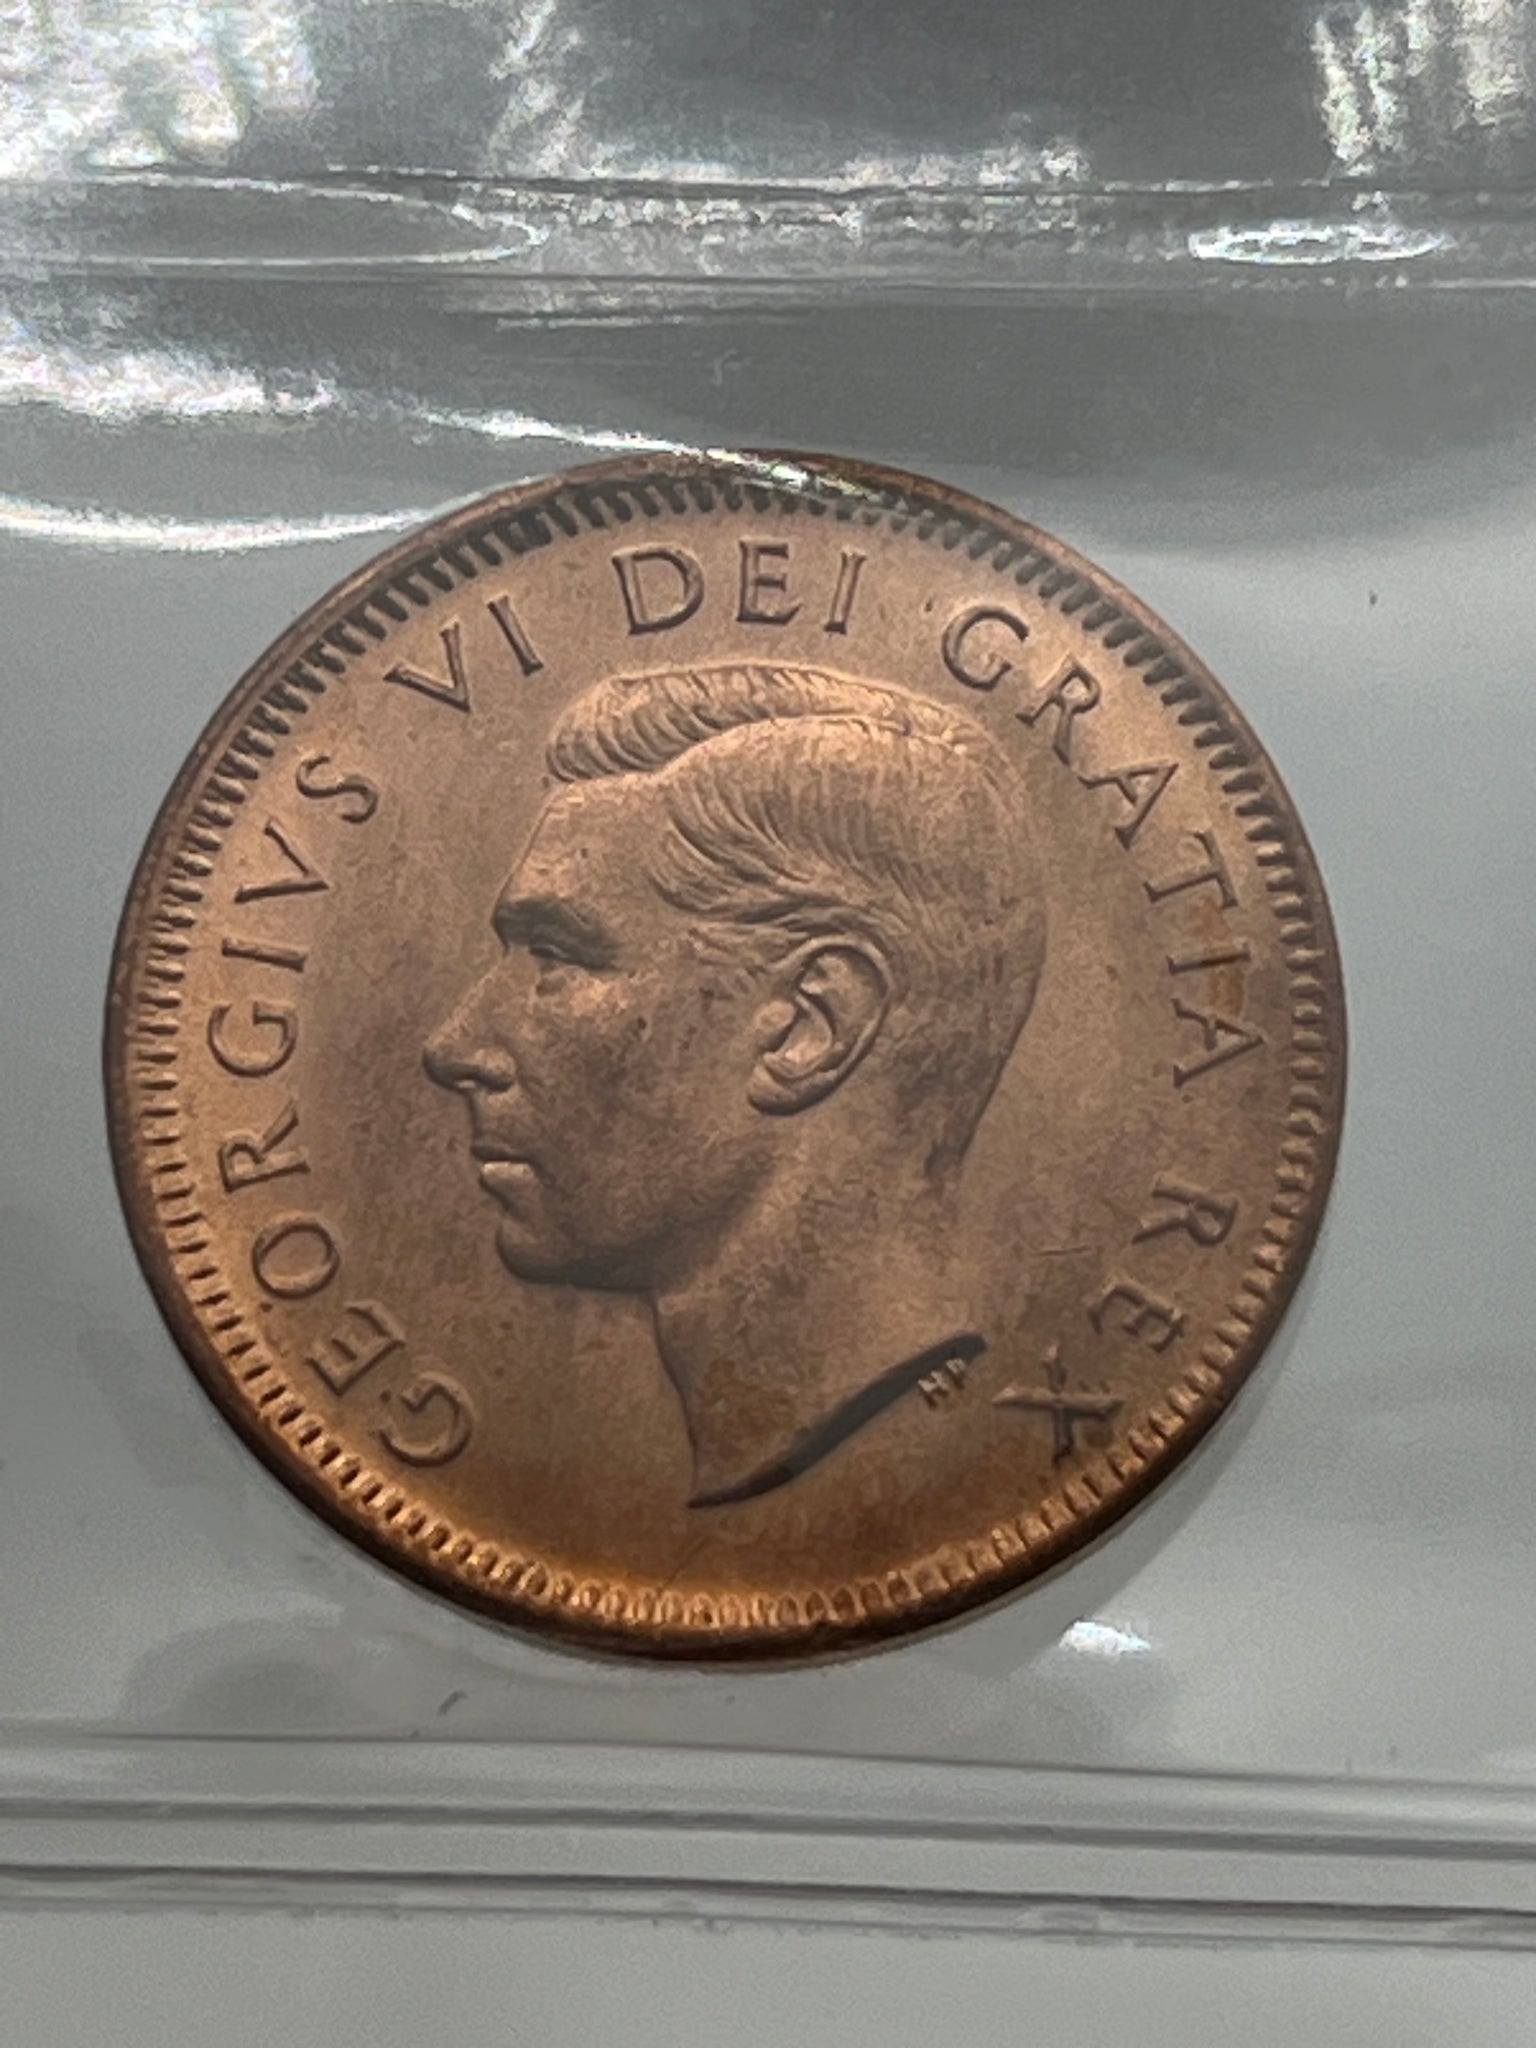 GEORGIVS VI DEI GRATIA REX
HP